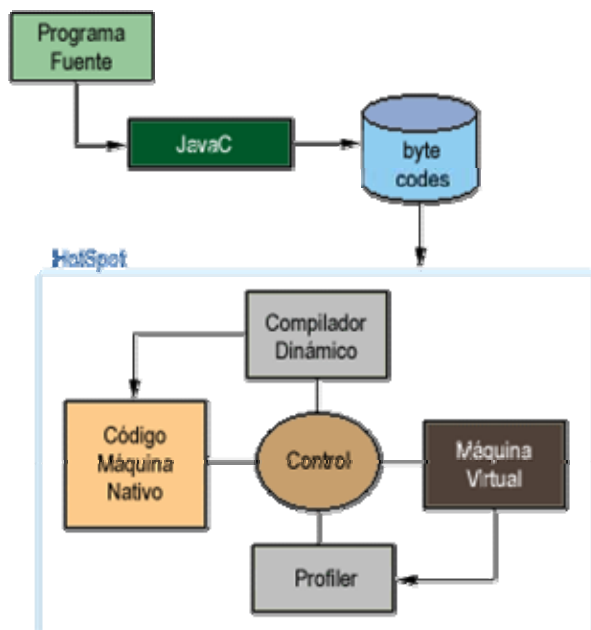 Programa
Fuente
JavaC
byte
codes
HotSpot
Compilador
Dinámico
Código
Máquina
Nativo
Control
Máquina
Virtual
Profiler